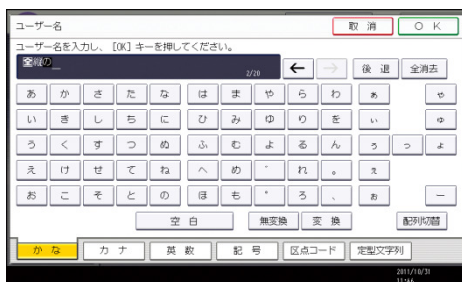 ユーザー名
取 消
O K
ユーザー名を入力し、[OK] キーを押してください。
全縦の_
2/20
← → 後 退 全消去
あ か さ た な は ま や ら わ ぁ ゃ
い き し ち に ひ み ゆ り を ぃ ゅ
う く す つ ぬ ふ む よ る ん ぅ っ ょ
え け せ て ね へ め ゛ れ 。 ぇ
お こ そ と の ほ も ゜ ろ 、 ぉ ー
空 白 無変換 変 換 配列切替
か な カ ナ 英 数 記 号 区点コード 定型文字列
2011/10/31
11:46